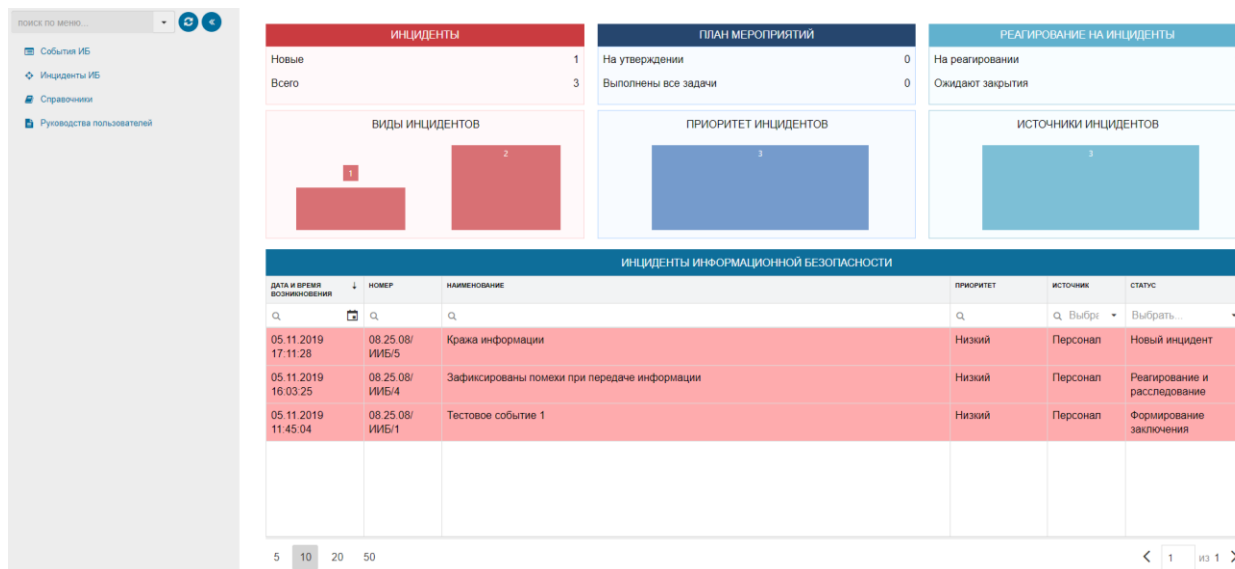 поиск по меню...
События ИБ
Инциденты ИБ
Справочники
Руководства пользователей
ИНЦИДЕНТЫ
Новые 1
Всего 3
ПЛАН МЕРОПРИЯТИЙ
На утверждении 0
Выполнены все задачи 0
РЕАГИРОВАНИЕ НА ИНЦИДЕНТЫ
На реагировании
Ожидают закрытия
ВИДЫ ИНЦИДЕНТОВ
1
2
ПРИОРИТЕТ ИНЦИДЕНТОВ
3
ИСТОЧНИКИ ИНЦИДЕНТОВ
3
ИНЦИДЕНТЫ ИНФОРМАЦИОННОЙ БЕЗОПАСНОСТИ
ДАТА И ВРЕМЯ
ВОЗНИКНОВЕНИЯ
НОМЕР
НАИМЕНОВАНИЕ
ПРИОРИТЕТ
ИСТОЧНИК
СТАТУС
Выбра
Выбрать...
05.11.2019 08.25.08/ Кража информации Низкий Персонал Новый инцидент
17:11:28 ИИБ/5
05.11.2019 08.25.08/ Зафиксированы помехи при передаче информации Низкий Персонал Реагирование и
16:03:25 ИИБ/4 расследование
05.11.2019 08.25.08/ Тестовое событие 1 Низкий Персонал Формирование
11:45:04 ИИБ/1 заключения
5 10 20 50
1 из 1